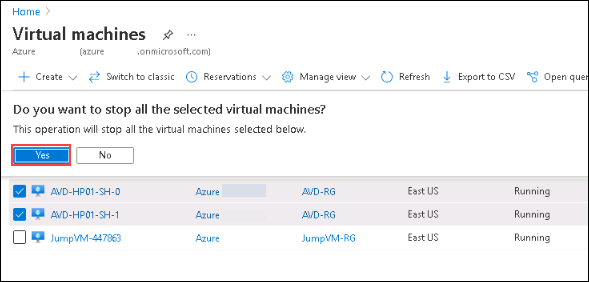 Home >
Virtual machines ...
Azure (azure .onmicrosoft.com)
+ Create Switch to classic Reservations Manage view Refresh Export to CSV Open quer
Do you want to stop all the selected virtual machines?
This operation will stop all the virtual machines selected below.
Yes No
AVD-HP01-SH-0 Azure AVD-RG East US Running
AVD-HP01-SH-1 Azure AVD-RG East US Running
JumpVM-447863 Azure JumpVM-RG East US Running